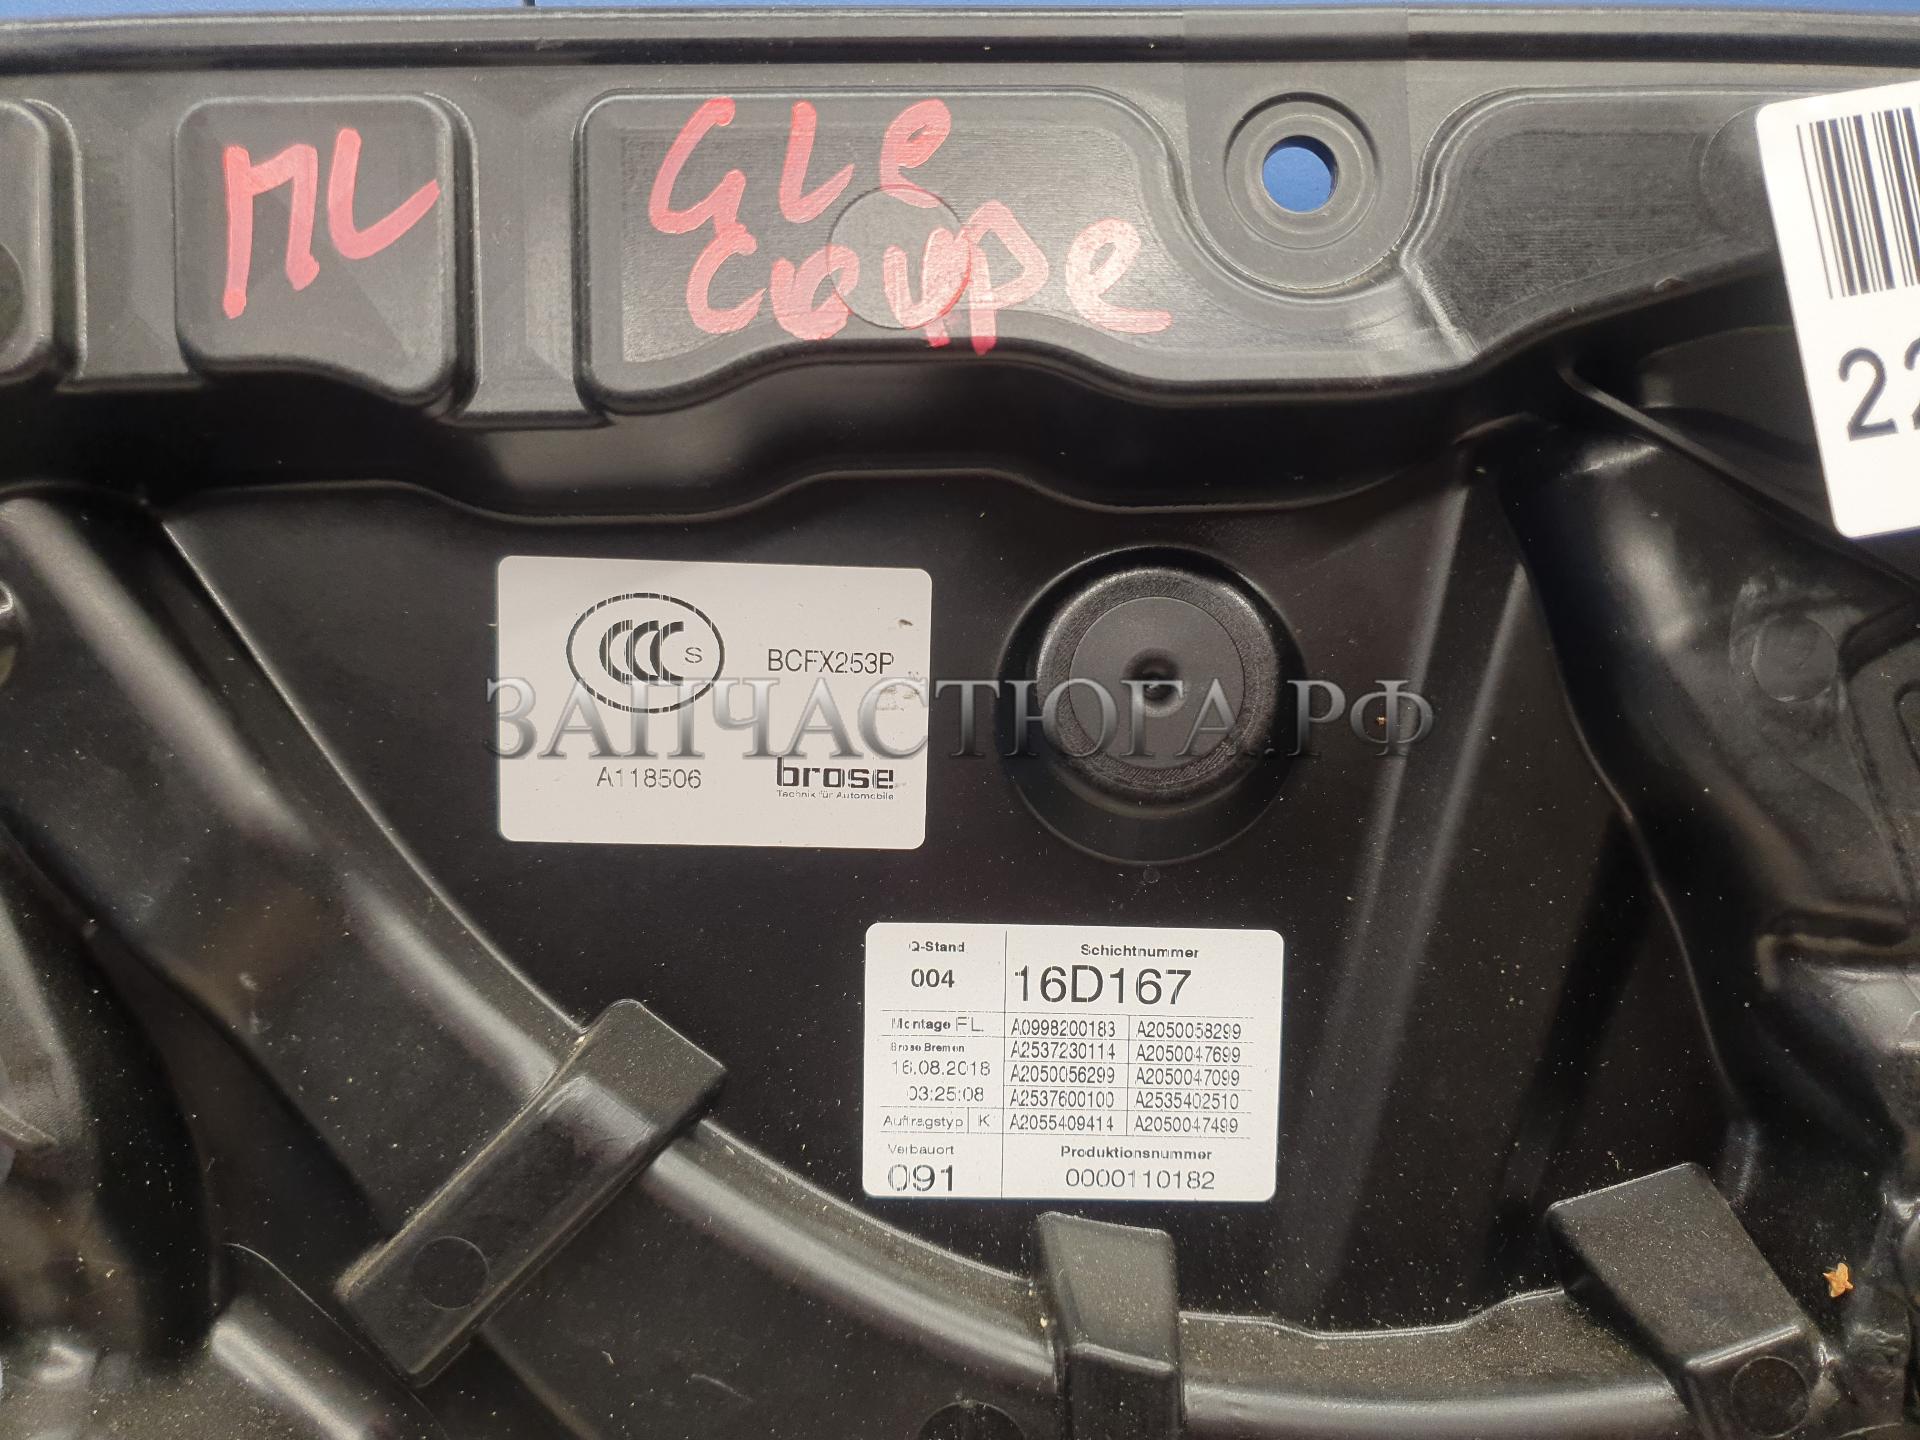 ПL
GLe
coupe
22
CCC S
BCFX253P
ЗАПЧАСТЮГА.РФ
A118506
brose
Technik für Automobile
Q-Stand
Schichtnummer
004
16D167
Montage FL
A0998200183 A2050058299
Brose Bremen
A2537230114 A2050047699
16.08.2018
A2050056299 A2050047099
03:25:08
A2537600100 A2535402510
Auftragstyp K
A2055409414 A2050047499
Verbauort
Produktionsnummer
091
0000110182